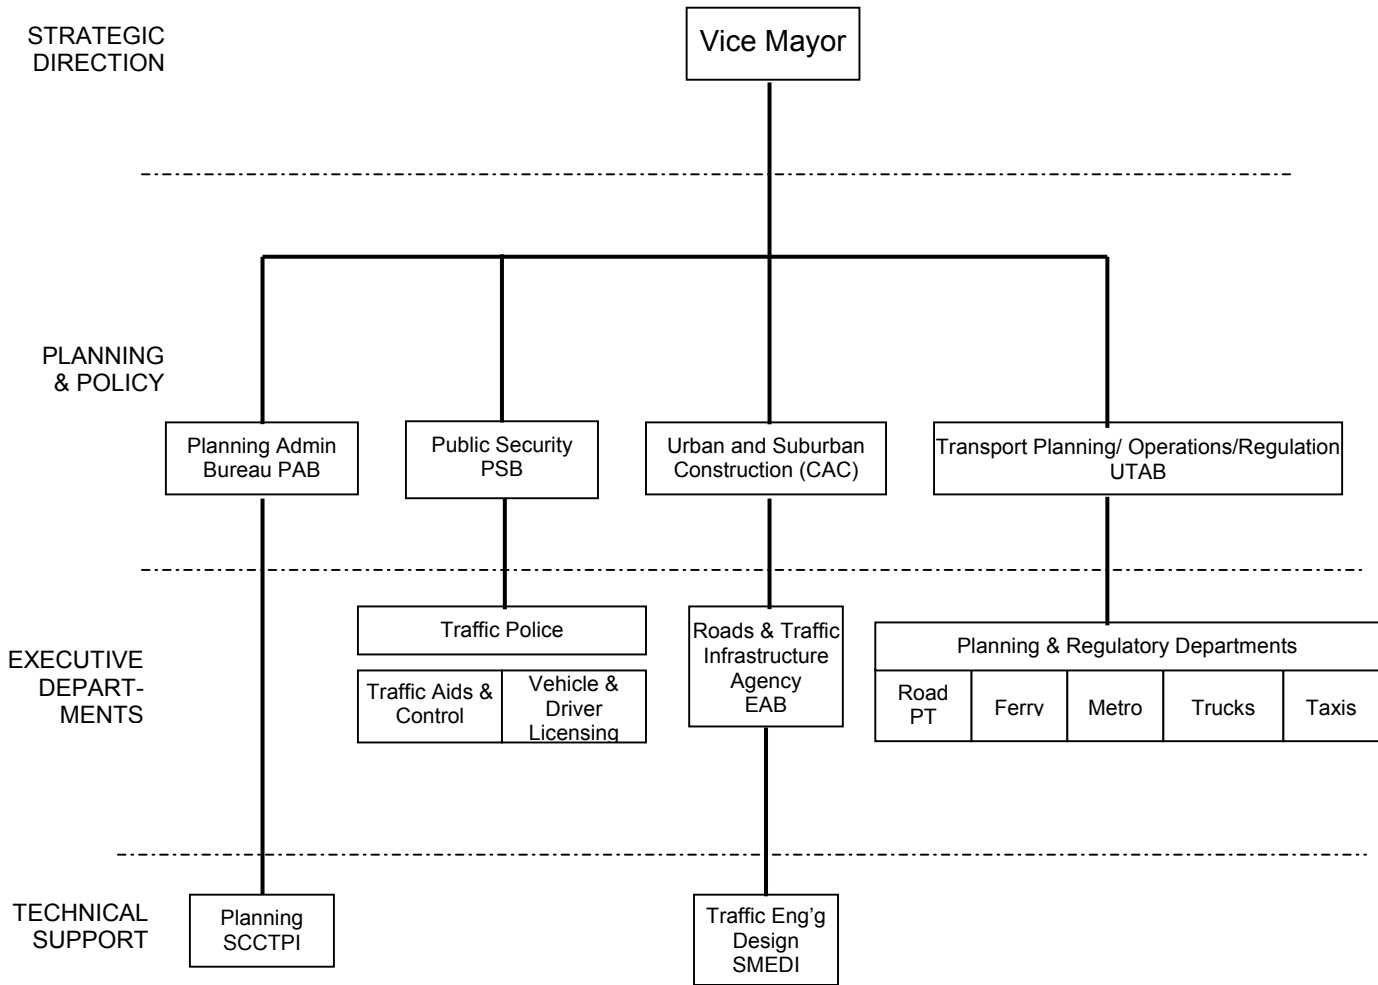 STRATEGIC
DIRECTION
Vice Mayor
PLANNING
& POLICY
Planning Admin
Bureau PAB
Public Security
PSB
Urban and Suburban
Construction (CAC)
Transport Planning/ Operations/Regulation
UTAB
EXECUTIVE
DEPART-
MENTS
Traffic Police
Traffic Aids &
Control
Vehicle &
Driver
Licensing
Roads & Traffic
Infrastructure
Agency
EAB
Planning & Regulatory Departments
Road
PT
Ferry
Metro
Trucks
Taxis
TECHNICAL
SUPPORT
Planning
SCCTPI
Traffic Eng’g
Design
SMEDI